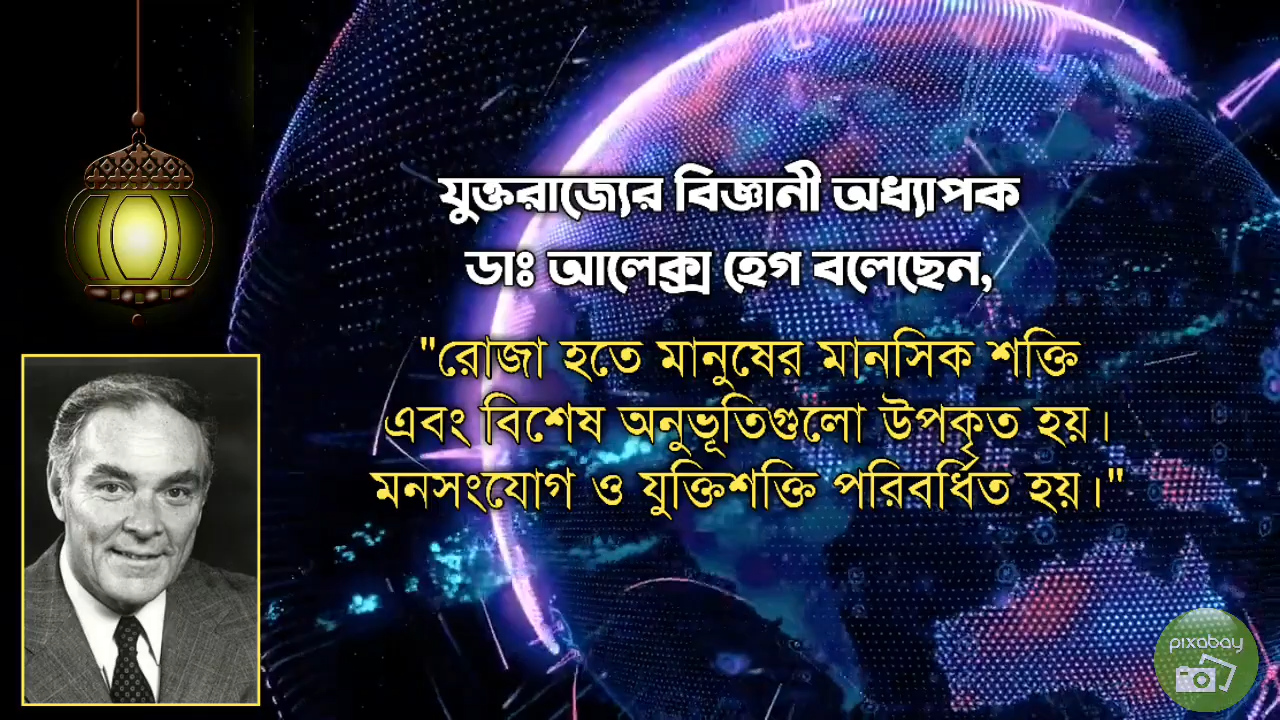 যুক্তরাজ্যের বিজ্ঞানী অধ্যাপক
ডাঃ আলেক্স হেগ বলেছেন,
"রোজা হতে মানুষের মানসিক শক্তি
এবং বিশেষ অনুভূতিগুলো উপকৃত হয়।
মনসংযোগ ও যুক্তিশক্তি পরিবর্ধিত হয়।"
pixabay